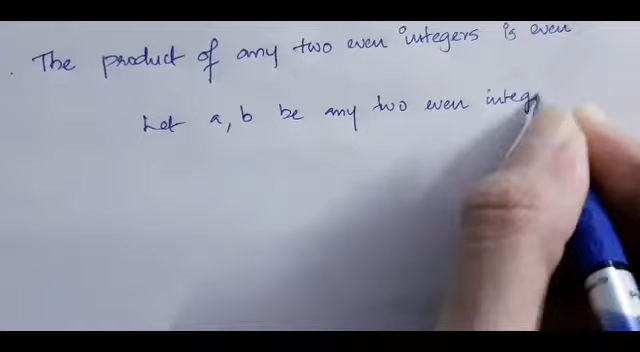 The product of any two even integers is even
Let a, b be any two even integ